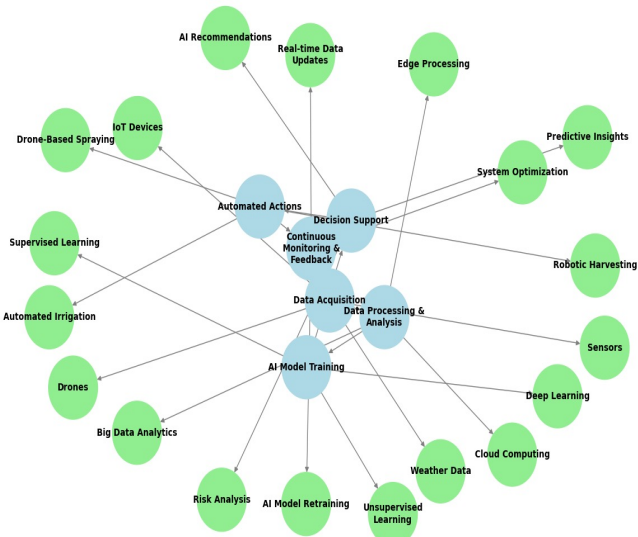 AI Recommendations
Real-time Data
Updates
Edge Processing
IoT Devices
Drone-Based Spraying
Predictive Insights
System Optimization
Automated Actions
Decision Support
Supervised Learning
Continuous
Monitoring &
Feedback
Robotic Harvesting
Data Acquisition
Data Processing &
Analysis
Automated Irrigation
Sensors
AI Model Training
Drones
Deep Learning
Big Data Analytics
Cloud Computing
Weather Data
Risk Analysis
AI Model Retraining
Unsupervised
Learning